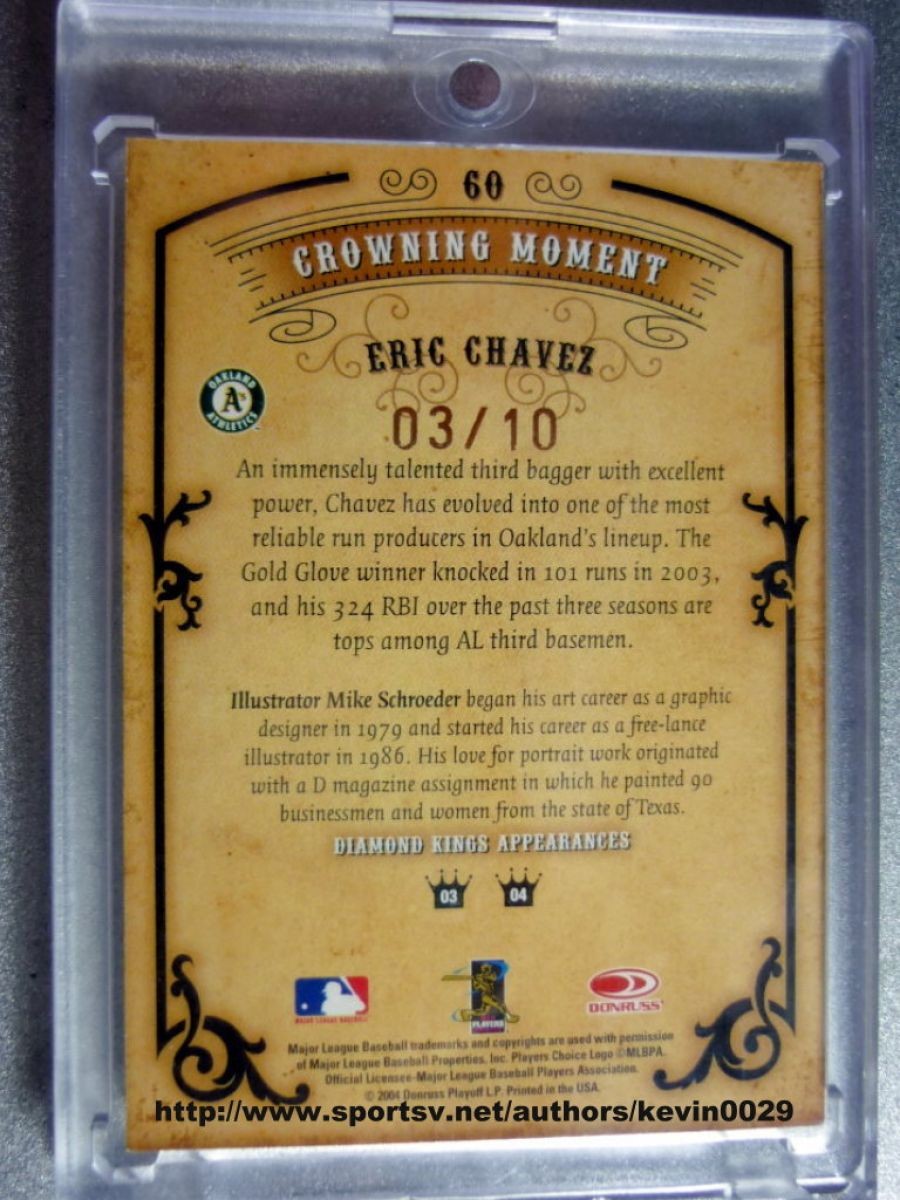 60
CROWNING MOMENT
ERIC CHAVEZ
OAKLAND A's ATHLETICS
03/10
An immensely talented third bagger with excellent
power, Chavez has evolved into one of the most
reliable run producers in Oakland's lineup. The
Gold Glove winner knocked in 101 runs in 2003,
and his 324 RBI over the past three seasons are
tops among AL third basemen.
Illustrator Mike Schroeder began his art career as a graphic
designer in 1979 and started his career as a free-lance
illustrator in 1986. His love for portrait work originated
with a D magazine assignment in which he painted 90
businessmen and women from the state of Texas.
DIAMOND KINGS APPEARANCES
03 04
MAJOR LEAGUE BASEBALL
PLAYERS
DONRUSS
Major League Baseball trademarks and copyrights are used with permission
of Major League Baseball Properties, Inc. Players Choice Logo ©MLBPA.
Official Licensee-Major League Baseball Players Association.
© 2004 Donruss Playoff L.P. Printed in the USA.
http://www.sportsv.net/authors/kevin0029